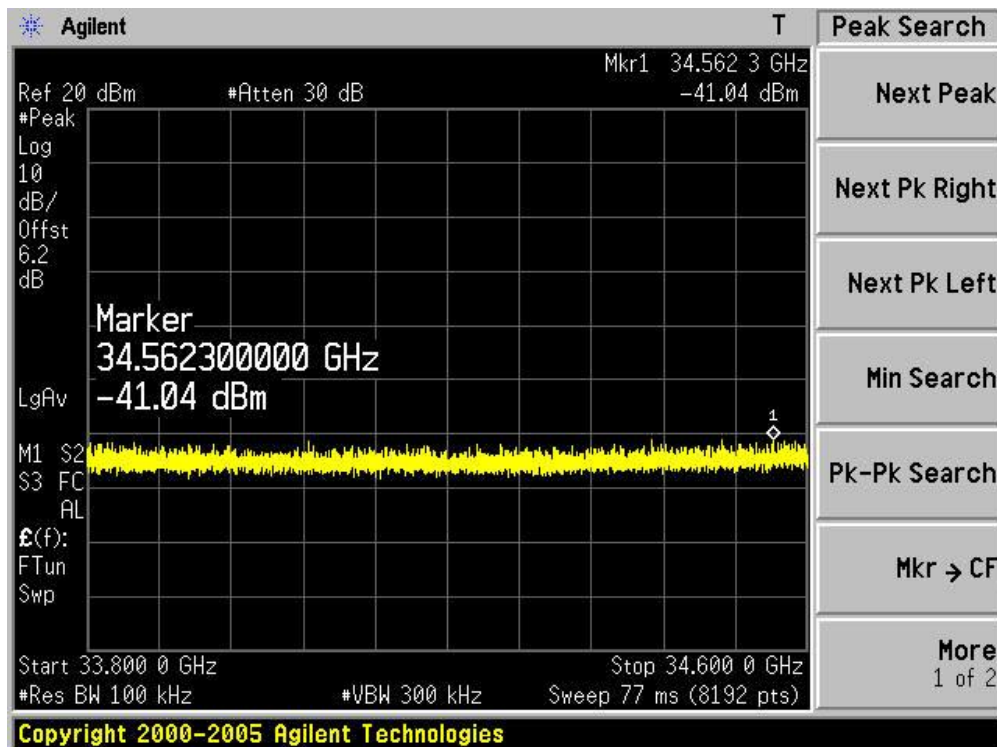 Agilent T
Peak Search
Mkr1 34.562 3 GHz
Ref 20 dBm #Atten 30 dB -41.04 dBm
#Peak
Log
10
dB/
Offst
6.2
dB
Marker
34.562300000 GHz
-41.04 dBm
LgAv
1
M1 S2
S3 FC
AL
£(f):
FTun
Swp
Start 33.800 0 GHz Stop 34.600 0 GHz
#Res BW 100 kHz #VBW 300 kHz Sweep 77 ms (8192 pts)
Copyright 2000-2005 Agilent Technologies
Next Peak
Next Pk Right
Next Pk Left
Min Search
Pk-Pk Search
Mkr → CF
More
1 of 2